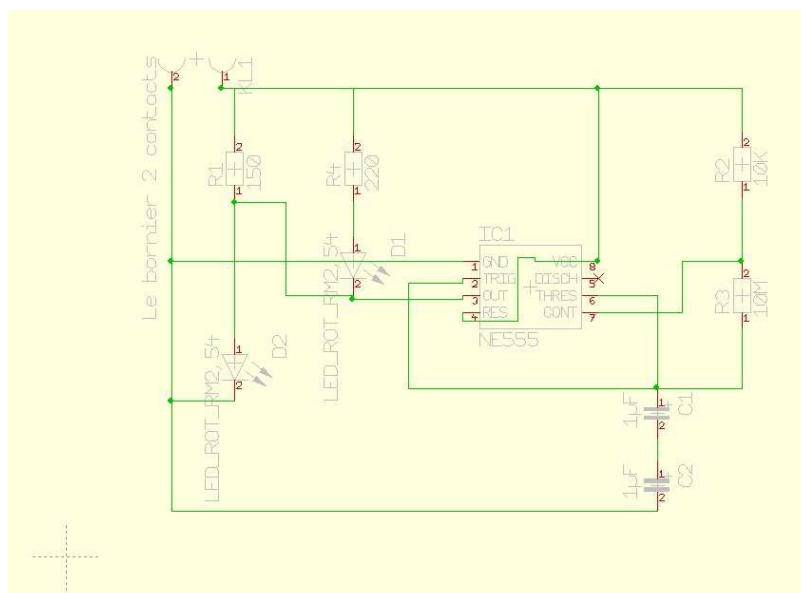 Le bornier 2 contacts
2
1
KL1
2
R1
150
1
2
R4
220
1
2
R2
10K
1
1
D1
2
LED_ROT_RM2,54
IC1
1
GND
2
TRIG
3
OUT
4
RES
VCC
8
DISCH
5
THRES
6
CONT
7
NE555
2
R3
10M
1
1
D2
2
LED_ROT_RM2,54
1
1µF
C1
2
1
1µF
C2
2